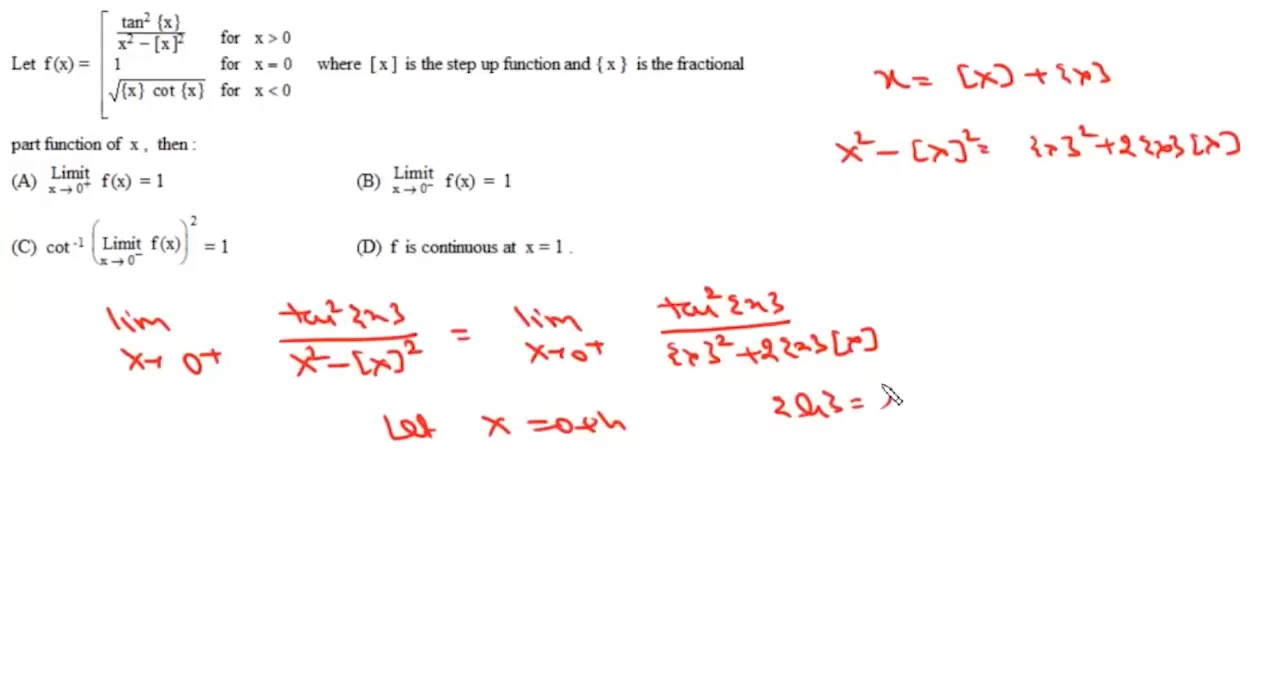 Let f(x) = [ tan² {x} / x² − [x]² for x > 0
1 for x = 0 where [x] is the step up function and {x} is the fractional
√{x} cot {x} for x < 0
part function of x , then :
(A) Limit x → 0⁺ f(x) = 1 (B) Limit x → 0⁻ f(x) = 1
(C) cot⁻¹ (Limit x → 0⁻ f(x))² = 1 (D) f is continuous at x = 1 .
x = [x] + {x}
x² − [x]² = {x}² + 2{x}[x]
lim x → 0⁺ tan² {x} / x² − [x]² = lim x → 0⁺ tan² {x} / {x}² + 2{x}[x]
Let x = 0+h